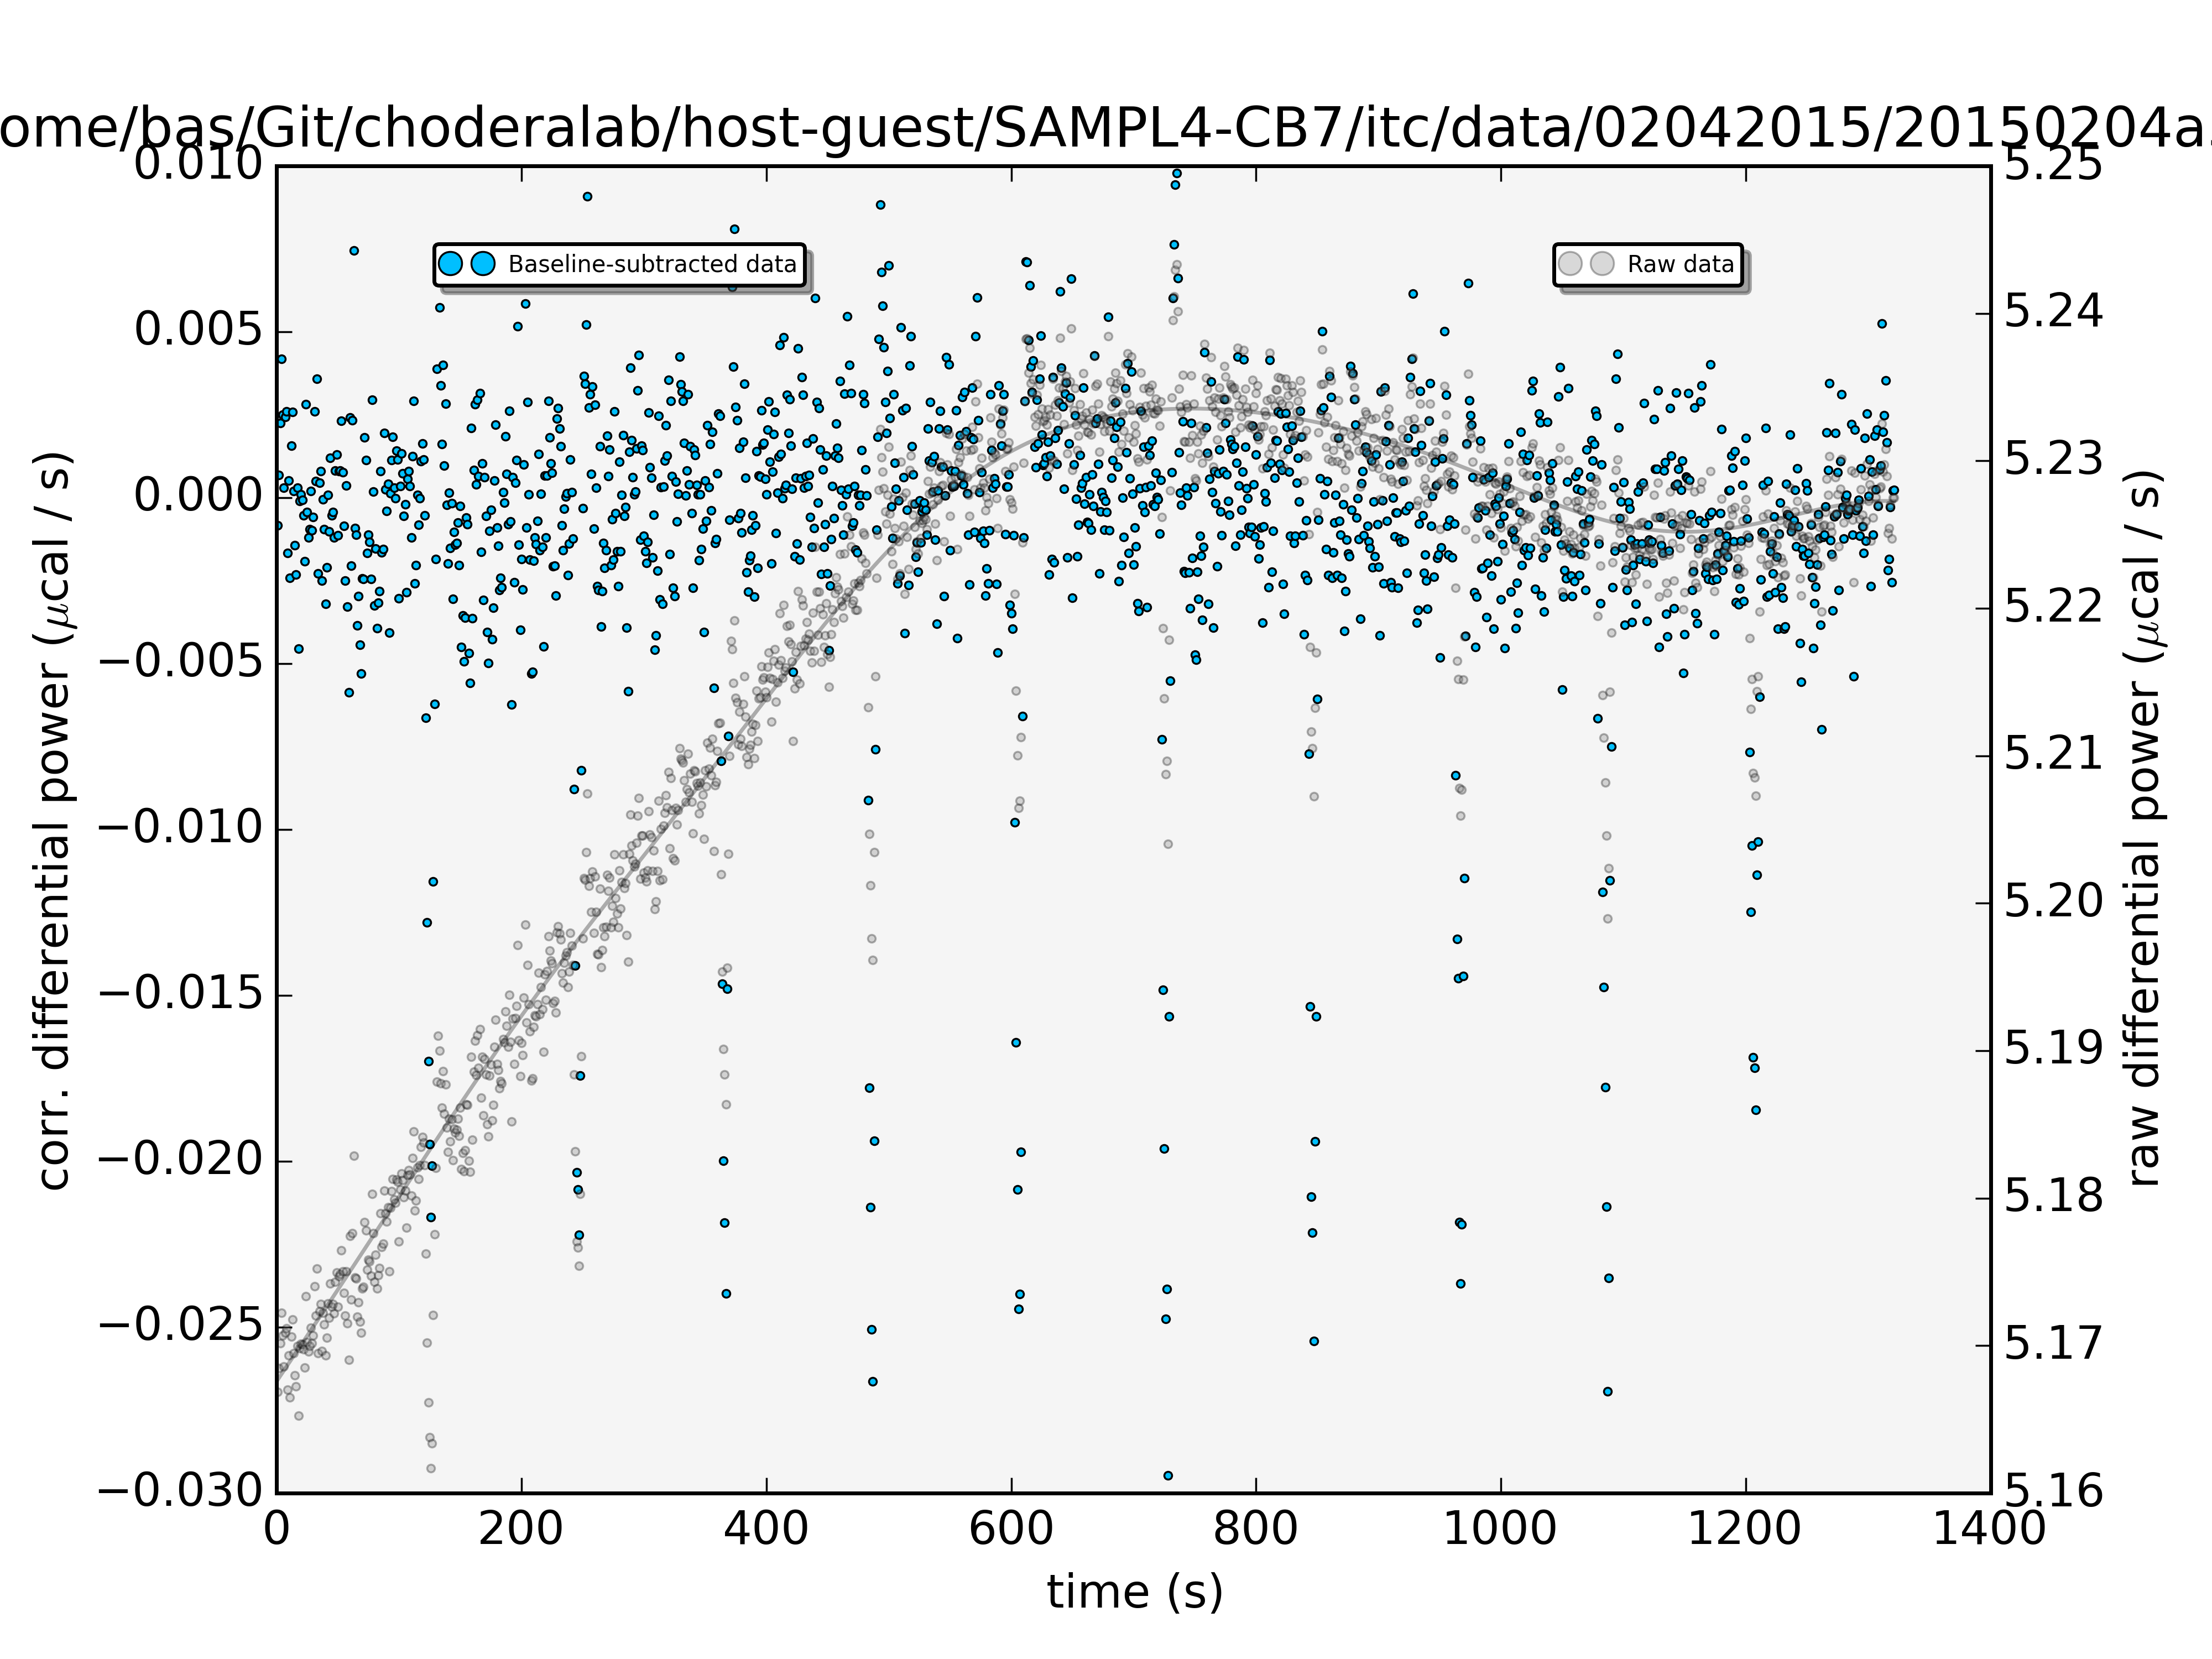 ome/bas/Git/choderalab/host-guest/SAMPL4-CB7/itc/data/02042015/20150204a
Baseline-subtracted data
Raw data
0.010
0.005
0.000
−0.005
−0.010
−0.015
−0.020
−0.025
−0.030
corr. differential power (μcal / s)
5.25
5.24
5.23
5.22
5.21
5.20
5.19
5.18
5.17
5.16
raw differential power (μcal / s)
0 200 400 600 800 1000 1200 1400
time (s)